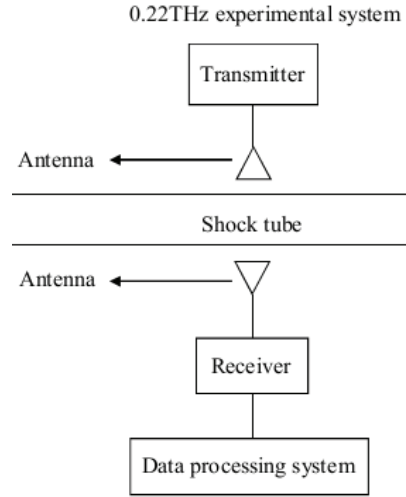 0.22THz experimental system
Transmitter
Antenna
Shock tube
Antenna
Receiver
Data processing system